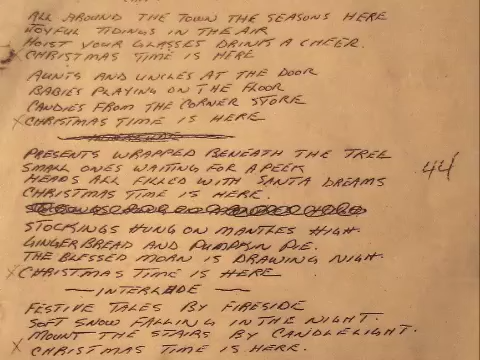 ALL AROUND THE TOWN THE SEASONS HERE
JOYFUL TIDINGS IN THE AIR
HOIST YOUR GLASSES DRINK A CHEER.
X CHRISTMAS TIME IS HERE
AUNTS AND UNCLES AT THE DOOR
BABIES PLAYING ON THE FLOOR
CANDIES FROM THE CORNER STORE
X CHRISTMAS TIME IS HERE
PRESENTS WRAPPED BENEATH THE TREE
SMALL ONES WAITING FOR A PEEK
HEADS ALL FILLED WITH SANTA DREAMS
44
CHRISTMAS TIME IS HERE.
STOCKINGS HUNG ON MANTLES HIGH.
GINGERBREAD AND PUMPKIN PIE.
THE BLESSED MORN IS DRAWING NIGH.
X CHRISTMAS TIME IS HERE
— INTERLUDE —
FESTIVE TALES BY FIRESIDE
SOFT SNOW FALLING IN THE NIGHT.
MOUNT THE STAIRS BY CANDLELIGHT.
X CHRISTMAS TIME IS HERE.